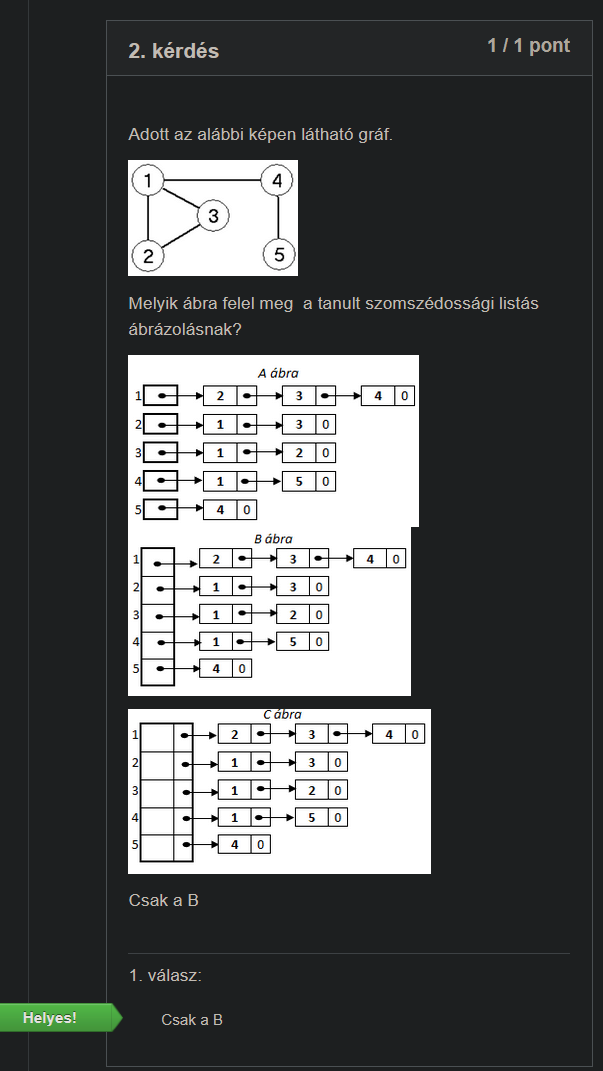 2. kérdés
1 / 1 pont
Adott az alábbi képen látható gráf.
1 4
3
2 5
Melyik ábra felel meg a tanult szomszédossági listás
ábrázolásnak?
A ábra
1 2 3 4 0
2 1 3 0
3 1 2 0
4 1 5 0
5 4 0
B ábra
1 2 3 4 0
2 1 3 0
3 1 2 0
4 1 5 0
5 4 0
C ábra
1 2 3 4 0
2 1 3 0
3 1 2 0
4 1 5 0
5 4 0
Csak a B
1. válasz:
Helyes! Csak a B